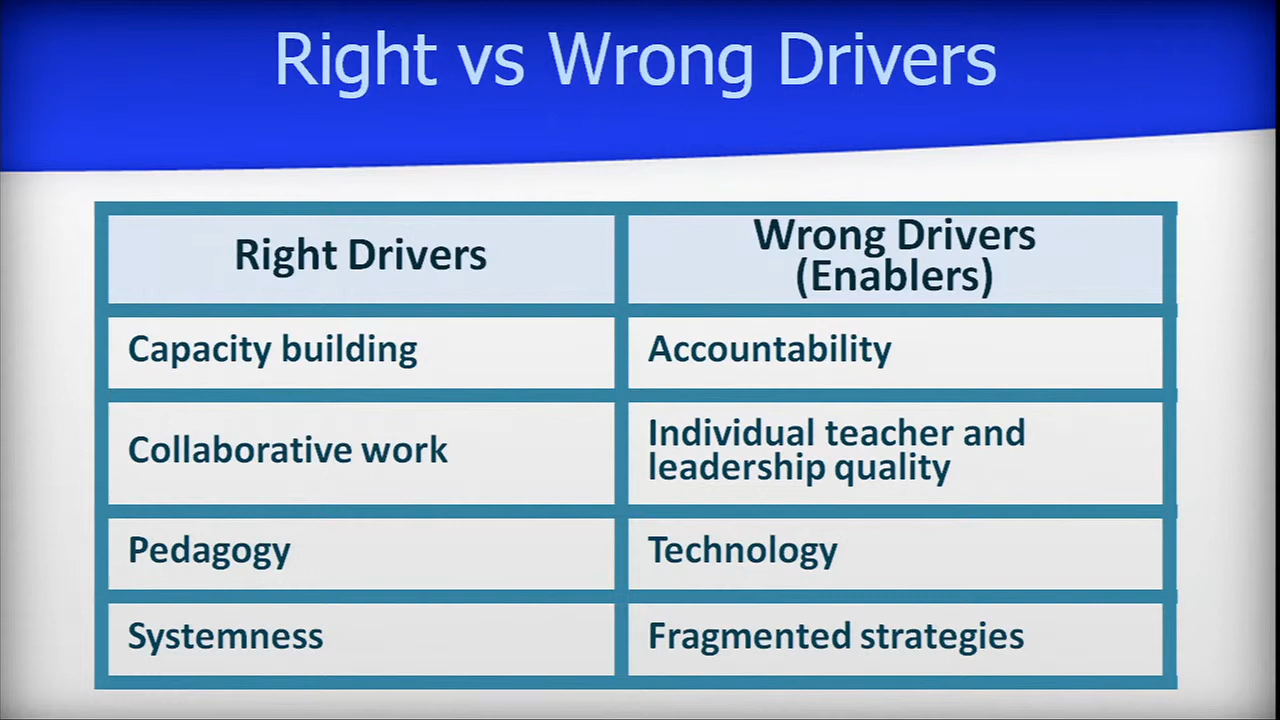 Right vs Wrong Drivers
Right Drivers
Wrong Drivers
(Enablers)
Capacity building
Accountability
Collaborative work
Individual teacher and
leadership quality
Pedagogy
Technology
Systemness
Fragmented strategies